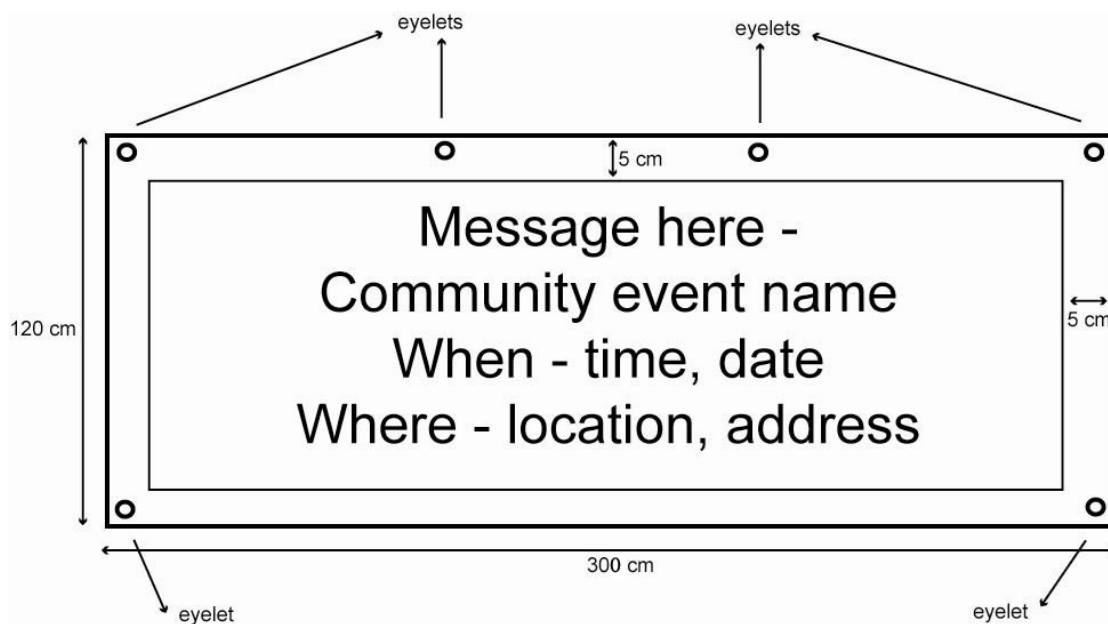 eyelets
eyelets
5 cm
Message here -
Community event name
When - time, date
Where - location, address
120 cm
5 cm
300 cm
eyelet
eyelet